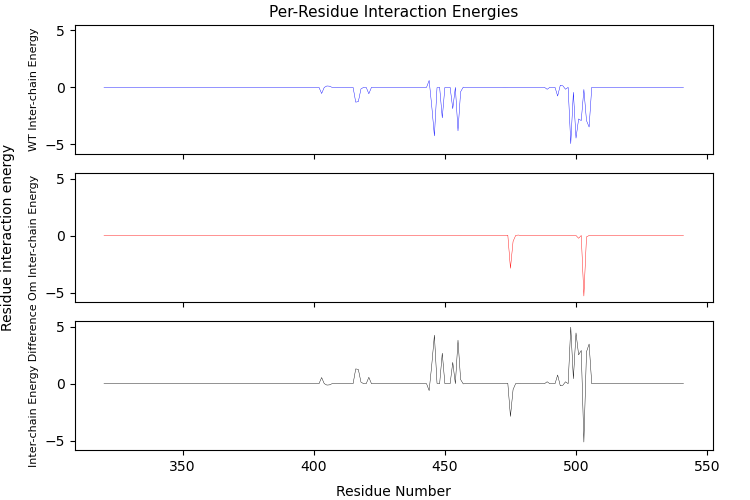 Per-Residue Interaction Energies
Residue interaction energy
WT Inter-chain Energy
5
0
−5
Om Inter-chain Energy
5
0
−5
Inter-chain Energy Difference
5
0
−5
350
400
450
500
550
Residue Number